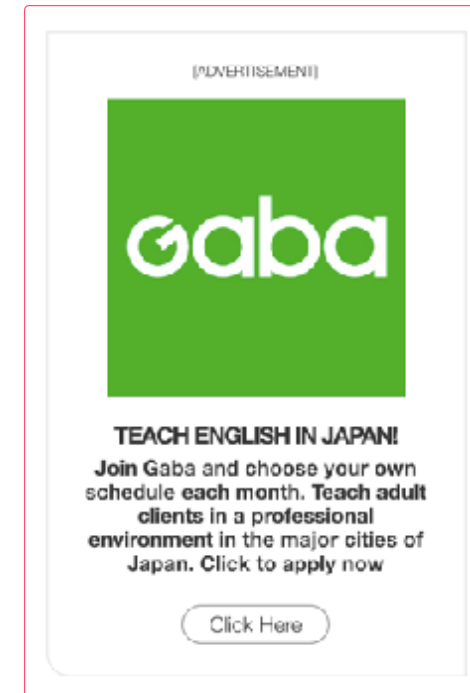 [ADVERTISEMENT]
Gaba
TEACH ENGLISH IN JAPAN!
Join Gaba and choose your own
schedule each month. Teach adult
clients in a professional
environment in the major cities of
Japan. Click to apply now
Click Here